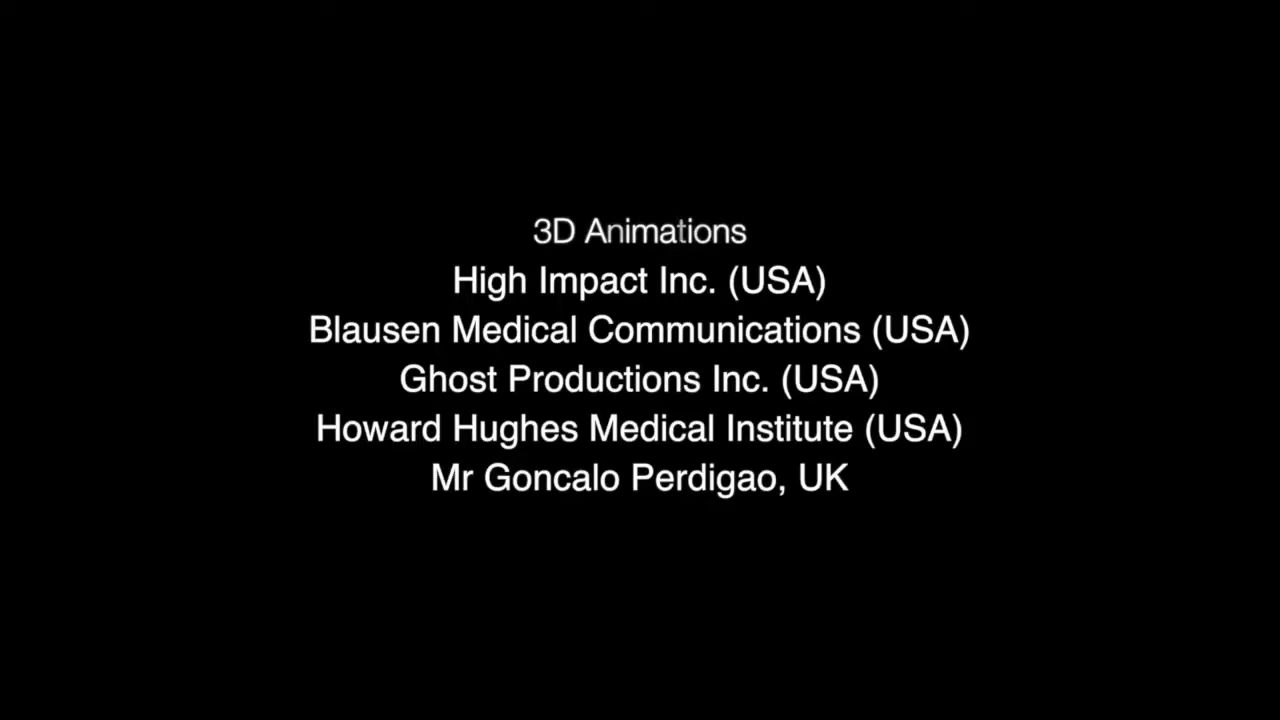 3D Animations
High Impact Inc. (USA)
Blausen Medical Communications (USA)
Ghost Productions Inc. (USA)
Howard Hughes Medical Institute (USA)
Mr Goncalo Perdigao, UK